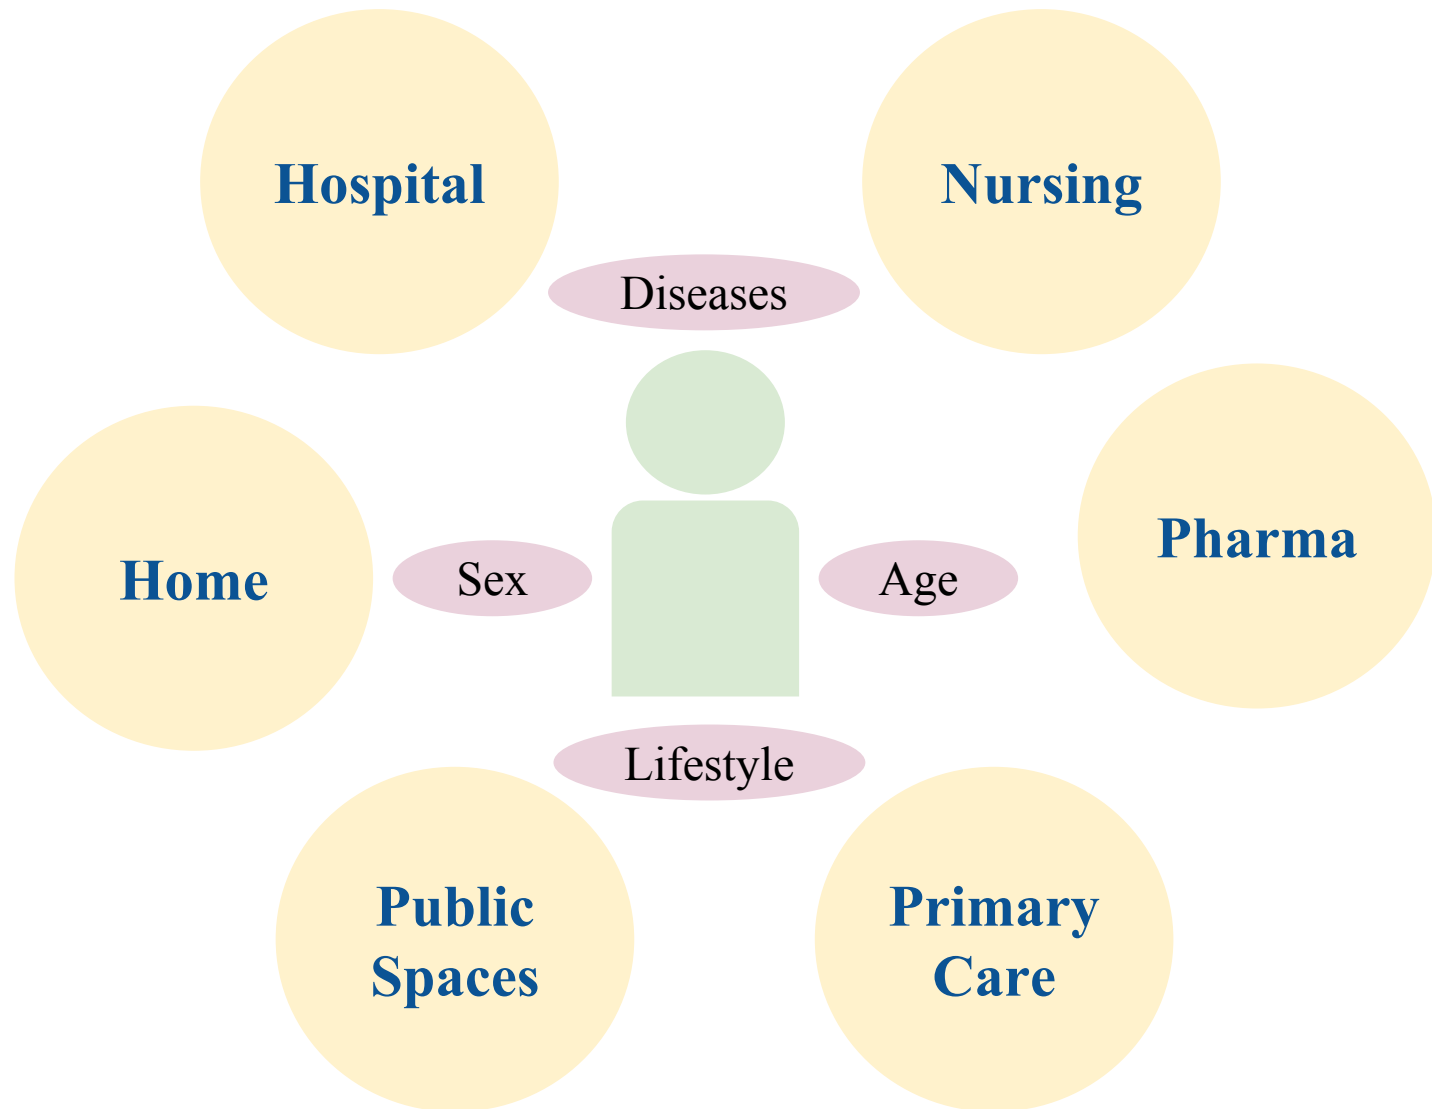 Hospital
Nursing
Diseases
Pharma
Home
Sex
Age
Lifestyle
Public
Spaces
Primary
Care